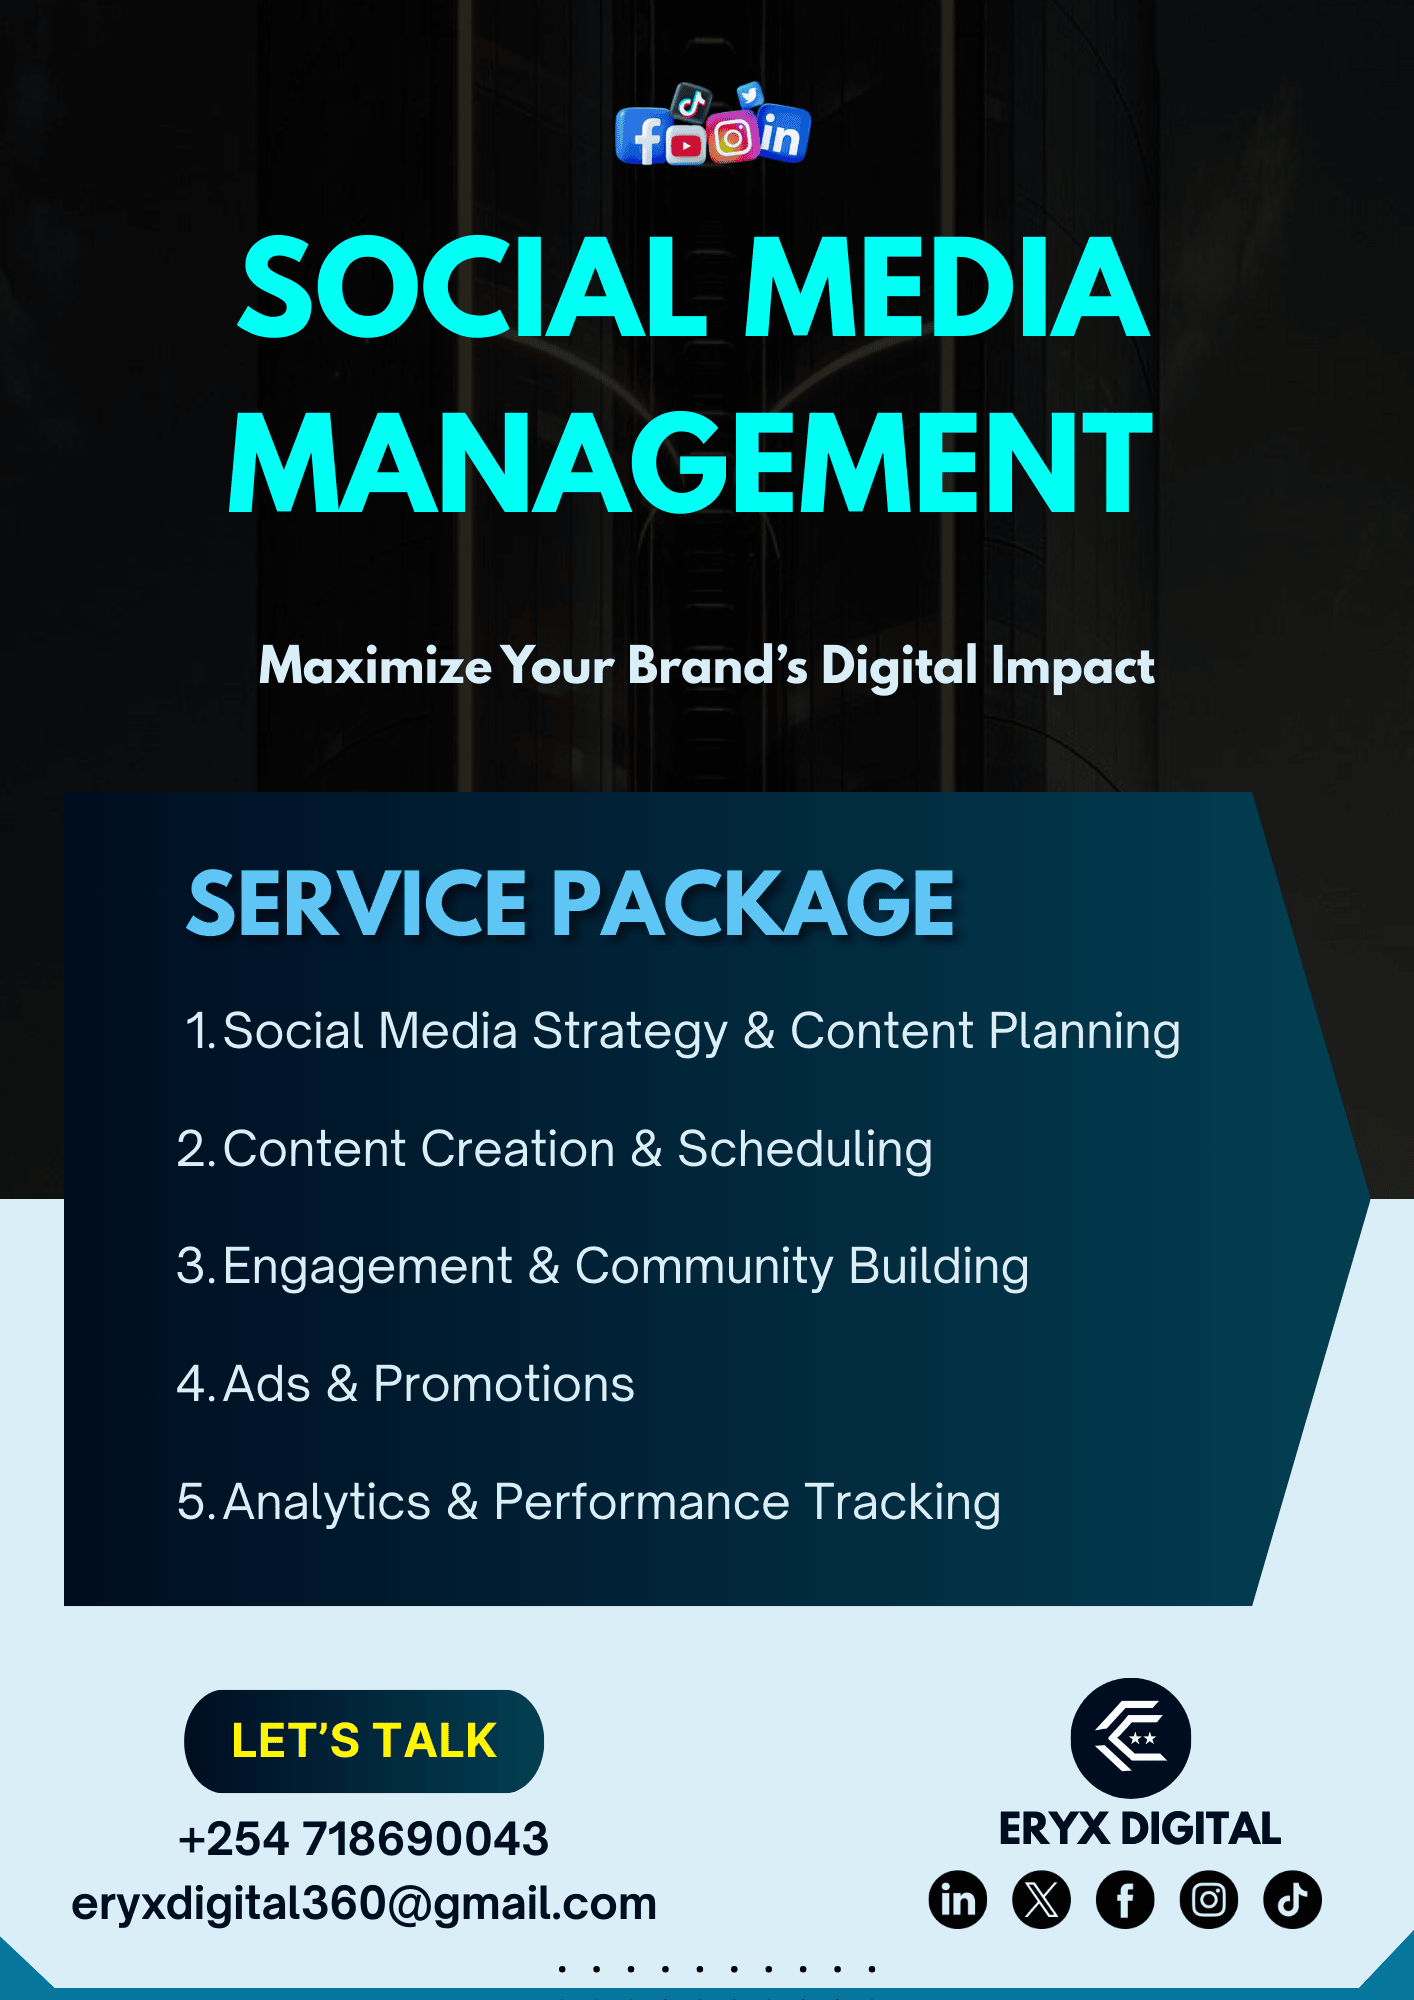 SOCIAL MEDIA
MANAGEMENT
Maximize Your Brand’s Digital Impact
SERVICE PACKAGE
1. Social Media Strategy & Content Planning
2. Content Creation & Scheduling
3. Engagement & Community Building
4. Ads & Promotions
5. Analytics & Performance Tracking
LET’S TALK
+254 718690043
eryxdigital360@gmail.com
ERYX DIGITAL